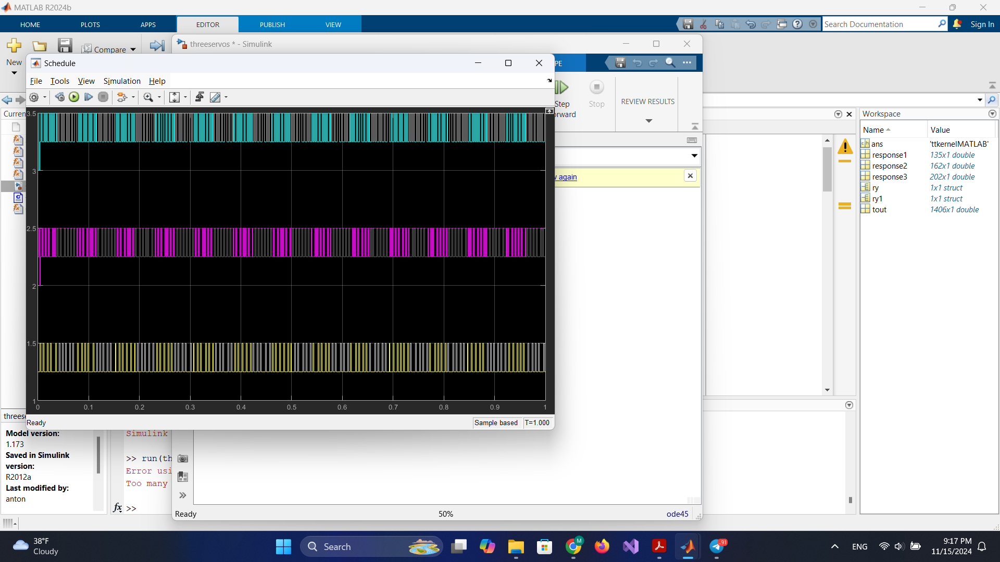 MATLAB R2024b
HOME PLOTS APPS EDITOR PUBLISH VIEW
Search Documentation
Sign In
New
Compare
threeservos * - Simulink
PE
Step
orward
Stop
REVIEW RESULTS
Schedule
File Tools View Simulation Help
3.5
3
2.5
2
1.5
1
0 0.1 0.2 0.3 0.4 0.5 0.6 0.7 0.8 0.9 1
Ready
Sample based
T=1.000
again
Curren
Workspace
Name Value
ans 'ttkernelMATLAB'
response1 135x1 double
response2 162x1 double
response3 202x1 double
ry 1x1 struct
ry1 1x1 struct
tout 1406x1 double
threese
Model version:
1.173
Saved in Simulink
version:
R2012a
Last modified by:
anton
Simulink
>> run(th
Error usi
Too many
fx >>
Ready
50%
ode45
38°F
Cloudy
Search
M
91
ENG
9:17 PM
11/15/2024